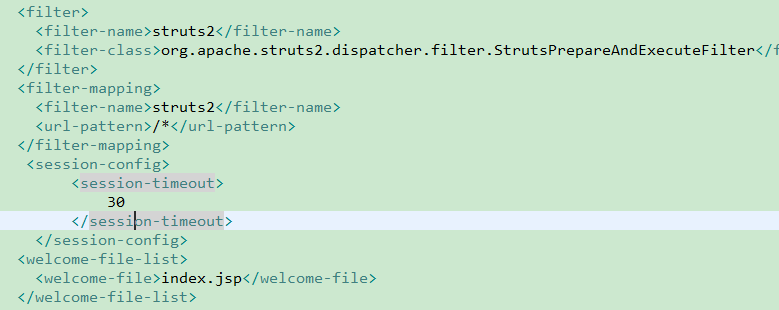 <filter>
<filter-name>struts2</filter-name>
<filter-class>org.apache.struts2.dispatcher.filter.StrutsPrepareAndExecuteFilter</f
</filter>
<filter-mapping>
<filter-name>struts2</filter-name>
<url-pattern>/*</url-pattern>
</filter-mapping>
<session-config>
<session-timeout>
30
</session-timeout>
</session-config>
<welcome-file-list>
<welcome-file>index.jsp</welcome-file>
</welcome-file-list>